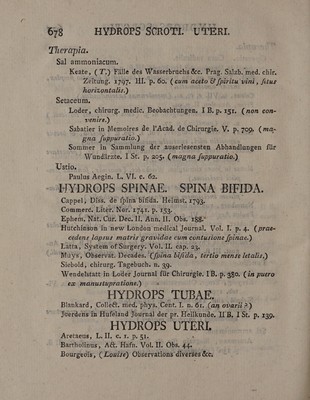 678 HYDROPS SCROTI. UTERI.
Therapia.
Sal ammoniacum.
Keate, (T.) Fälle des Wasserbruchs &c. Prag. Salzb. med. chir.
Zeitung. 1797. III. p. 60. (cum aceto & spiritu vini, situs
horizontalis.)
Setaceum.
Loder, chirurg. medic. Beobachtungen. I B. p. 151. (non con-
venire.)
Sabatier in Memoires de l'Acad. de Chirurgie. V. p. 709. (ma-
gna suppuratio.)
Sommer in Sammlung der auserlesensten Abhandlungen für
Wundärzte. I St. p. 205. (magna suppuratio.)
Ustio.
Paulus Aegin. L. VI. c. 62.
HYDROPS SPINAE. SPINA BIFIDA.
Cappel, Diss. de spina bifida. Helmst. 1793.
Commerc. Liter. Nor. 1741. p. 153.
Ephem. Nat. Cur. Dec. II. Ann. II. Obs. 188.
Hutchinson in new London medical Journal. Vol. I. p. 4. (prae-
cedens lapsus matris gravidae cum contusione spinae.)
Latta, System of Surgery. Vol. II. cap. 23.
Muys, Observat. Decades. (spina bifida, tertio mense letalis.)
Siebold, chirurg. Tagebuch. n. 39.
Wendelstatt in Loder Journal für Chirurgie. I B. p. 380. (in puero
ex manustupratione.)
HYDROPS TUBAE.
Blankard, Collect. med. phys. Cent. I. n. 61. (an ovarii?)
Joerdens in Hufeland Journal der pr. Heilkunde. II B. I St. p. 139.
HYDROPS UTERI.
Aretaeus, L. II. c. 1. p. 51.
Bartholinus, Act. Hafn. Vol. II. Obs. 44.
Bourgeois, (Louise) Observations diverses &c.